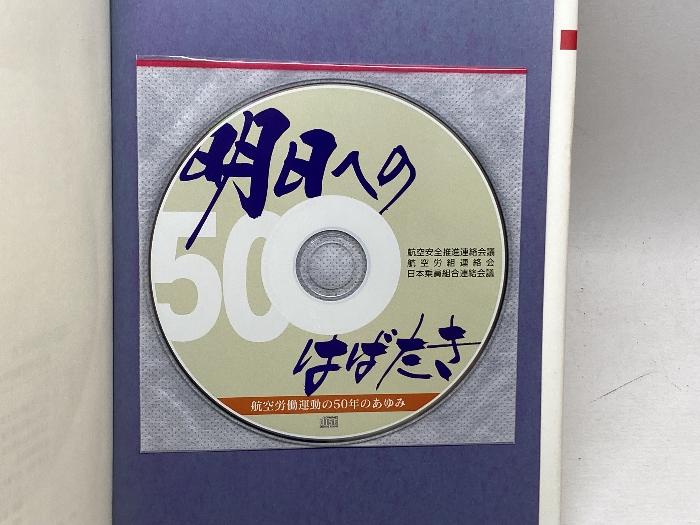 明日への
50
航空安全推進連絡会議
航空労組連絡会
日本乗員組合連絡会議
はばたき
航空労働運動の50年のあゆみ